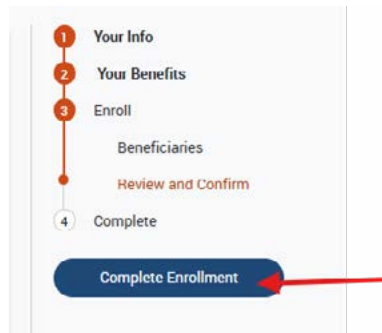 1 Your Info
2 Your Benefits
3 Enroll
Beneficiaries
Review and Confirm
4 Complete
Complete Enrollment